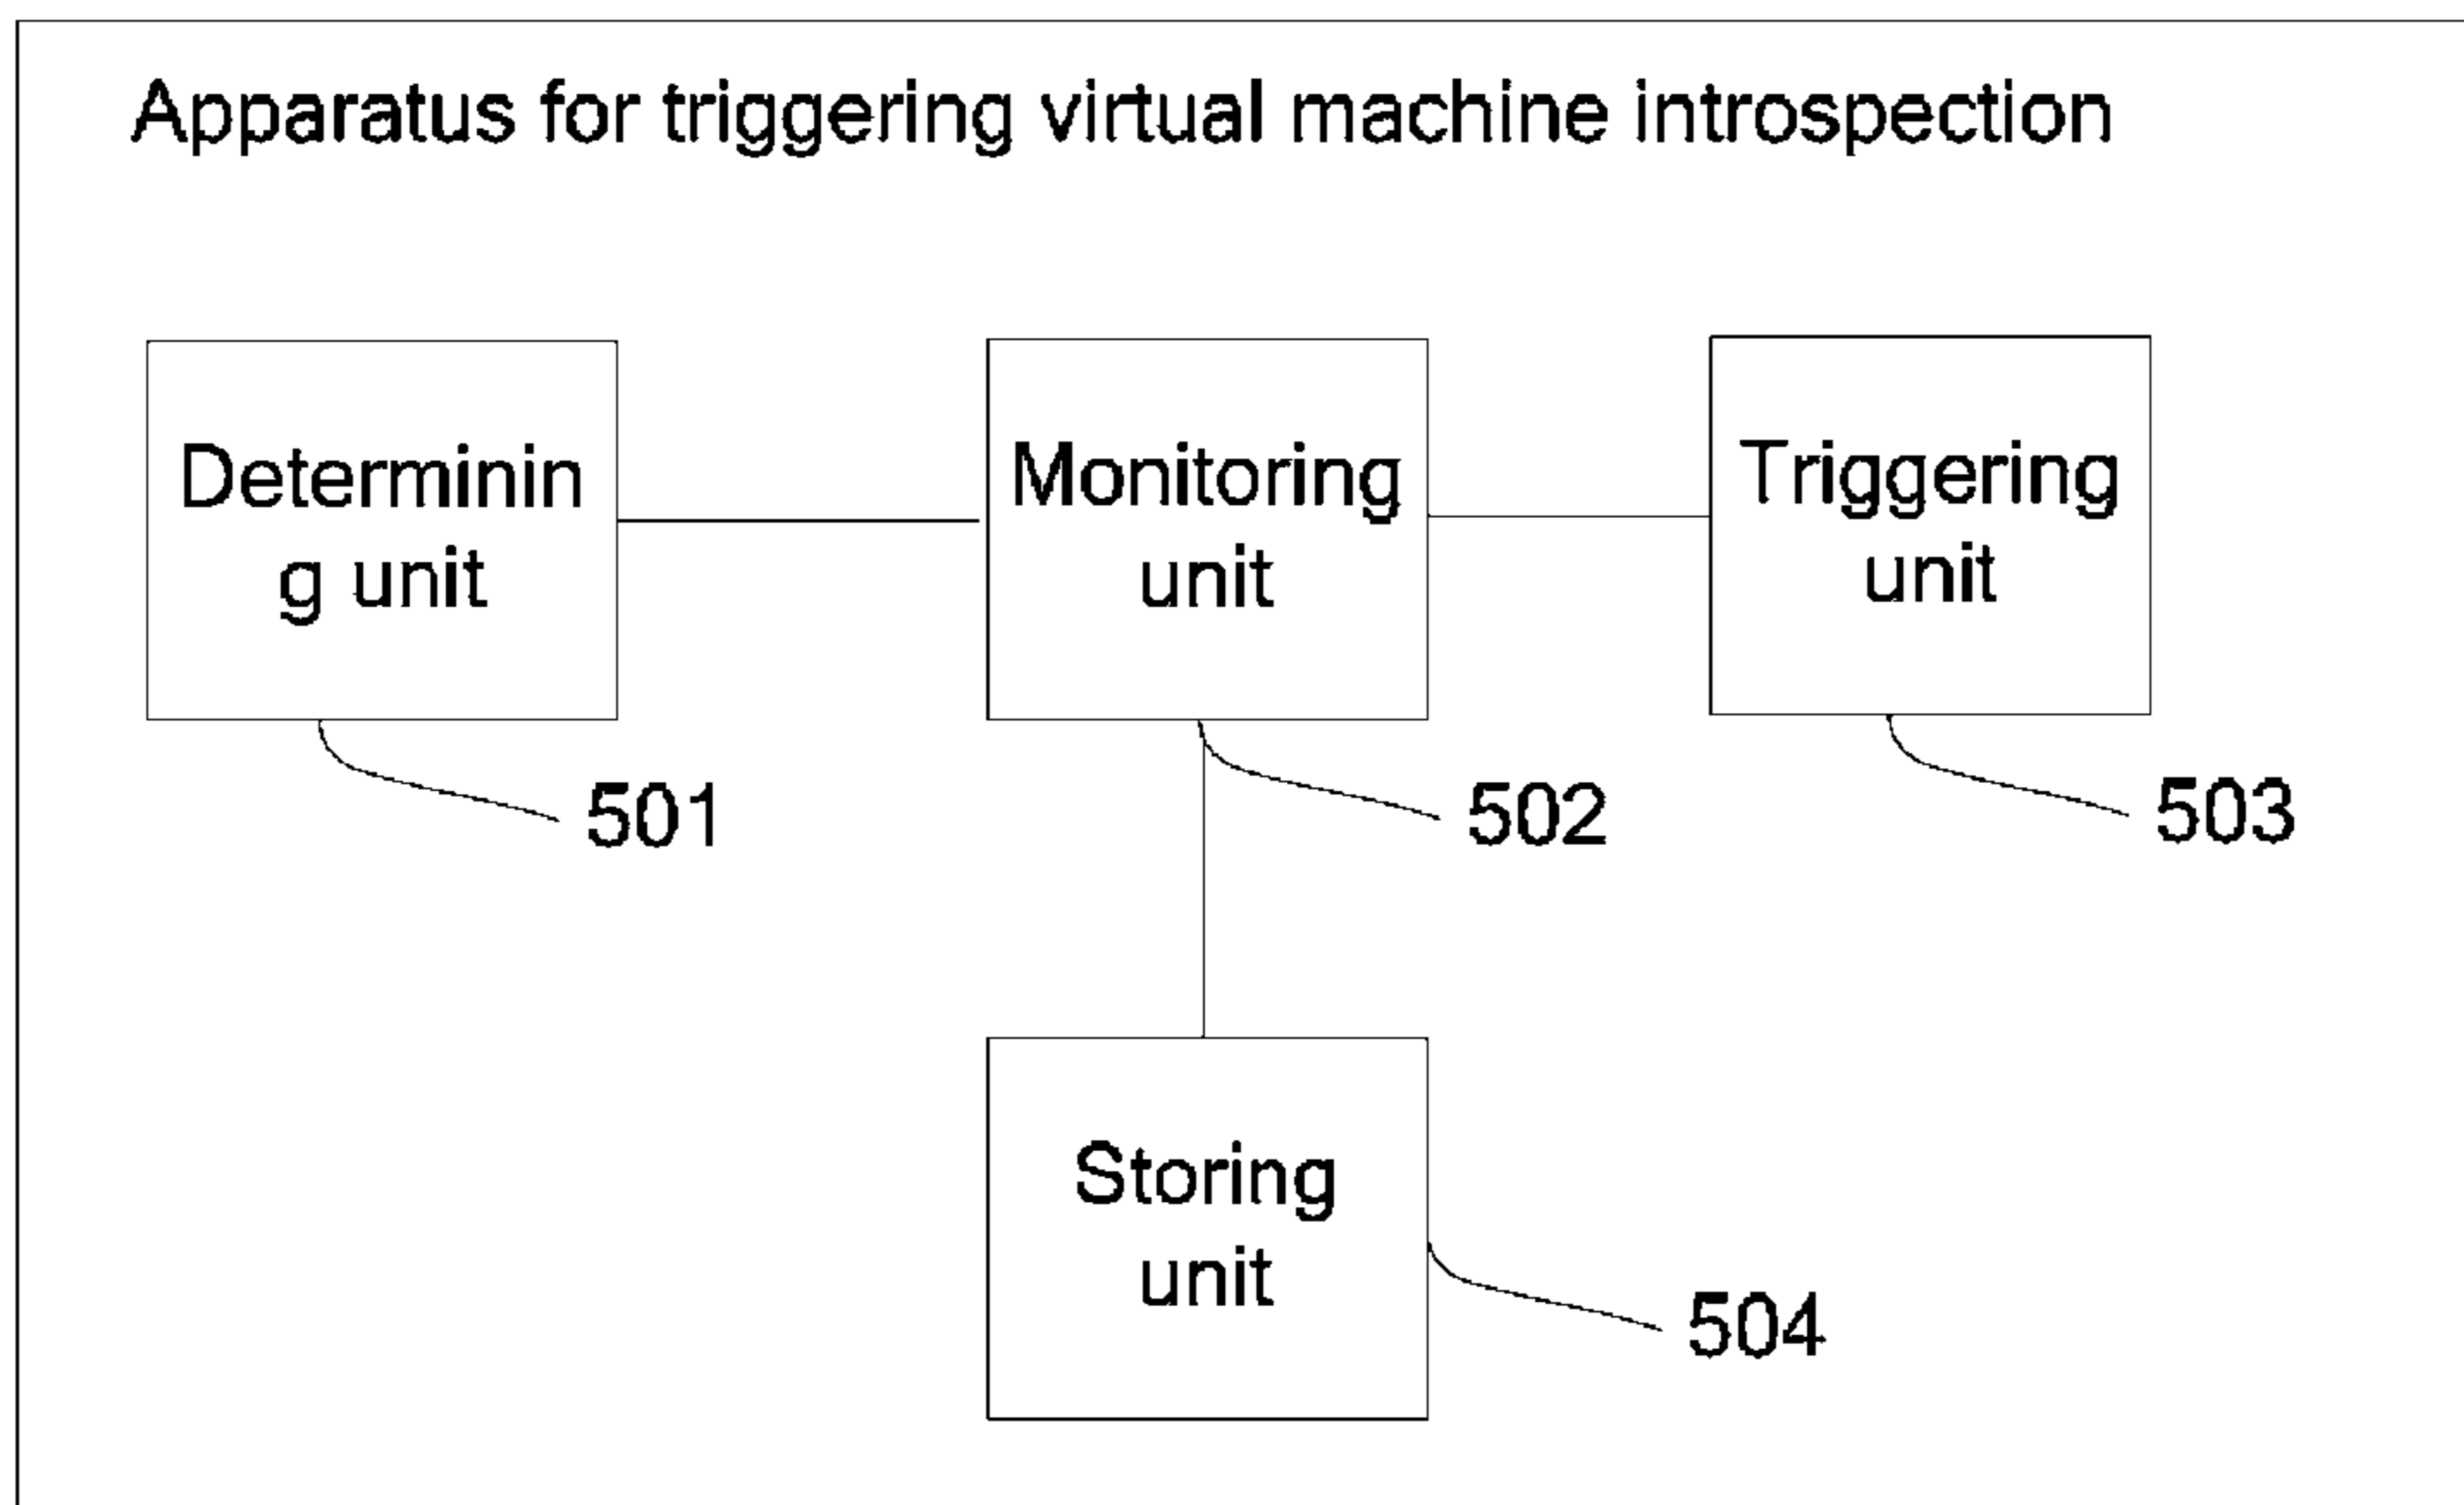 Apparatus for triggering virtual machine introspection
Determinin
g unit
Monitoring
unit
Triggering
unit
501
502
503
Storing
unit
504